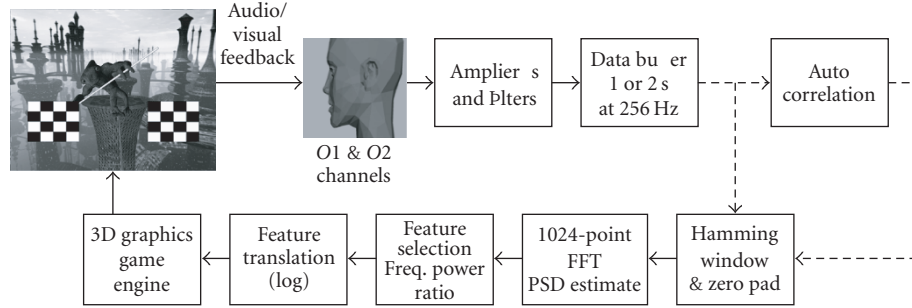 Audio/
visual
feedback
O1 & O2
channels
Amplier s
and Þlters
Data bu er
1 or 2 s
at 256 Hz
Auto
correlation
3D graphics
game
engine
Feature
translation
(log)
Feature
selection
Freq. power
ratio
1024-point
FFT
PSD estimate
Hamming
window
& zero pad